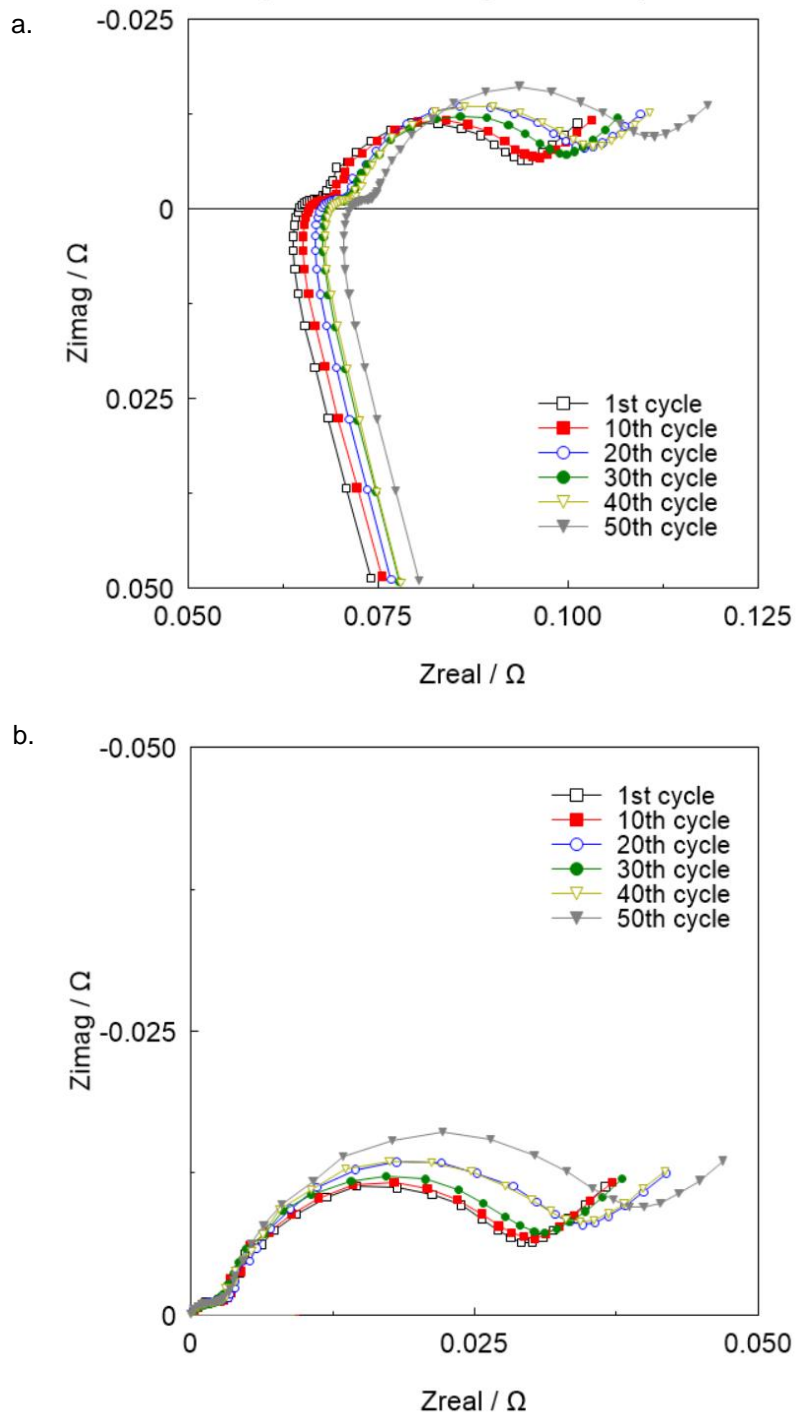 a.
-0.025
0
0.025
0.050
Zimag / Ω
1st cycle
10th cycle
20th cycle
30th cycle
40th cycle
50th cycle
0.050
0.075
0.100
0.125
Zreal / Ω
b.
-0.050
-0.025
0
Zimag / Ω
1st cycle
10th cycle
20th cycle
30th cycle
40th cycle
50th cycle
0
0.025
0.050
Zreal / Ω